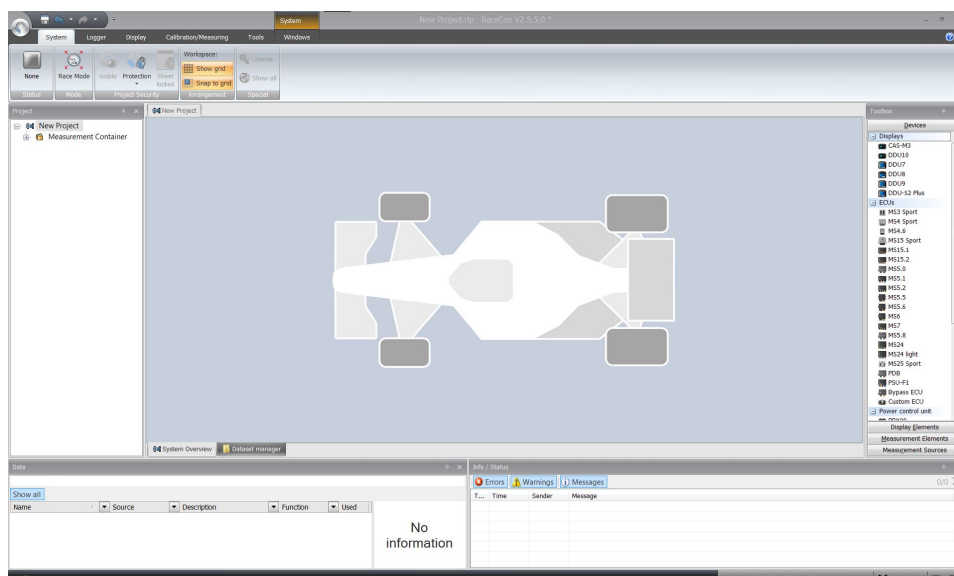 System
New Project.rlp - RaceCon V2.5.5.0 *
System Logger Display Calibration/Measuring Tools Windows
None
Race Mode
visible
Protection
Sheet locked
Workspace:
Show grid
Snap to grid
License
Show all
Status Mode Project Security Arrangement Special
Project
New Project
Measurement Container
New Project
System Overview
Dataset manager
Toolbox
Devices
Displays
CAS-M3
DDU10
DDU7
DDU8
DDU9
DDU-S2 Plus
ECUs
MS3 Sport
MS4 Sport
MS4.6
MS15 Sport
MS15.1
MS15.2
MS5.0
MS5.1
MS5.2
MS5.5
MS5.6
MS6
MS7
MS5.8
MS24
MS24 light
MS25 Sport
PDB
PSU-F1
Bypass ECU
Custom ECU
Power control unit
Display Elements
Measurement Elements
Measurement Sources
Data
Show all
Name Source Description Function Used
No
information
Info / Status
Errors Warnings Messages 0/0
T... Time Sender Message